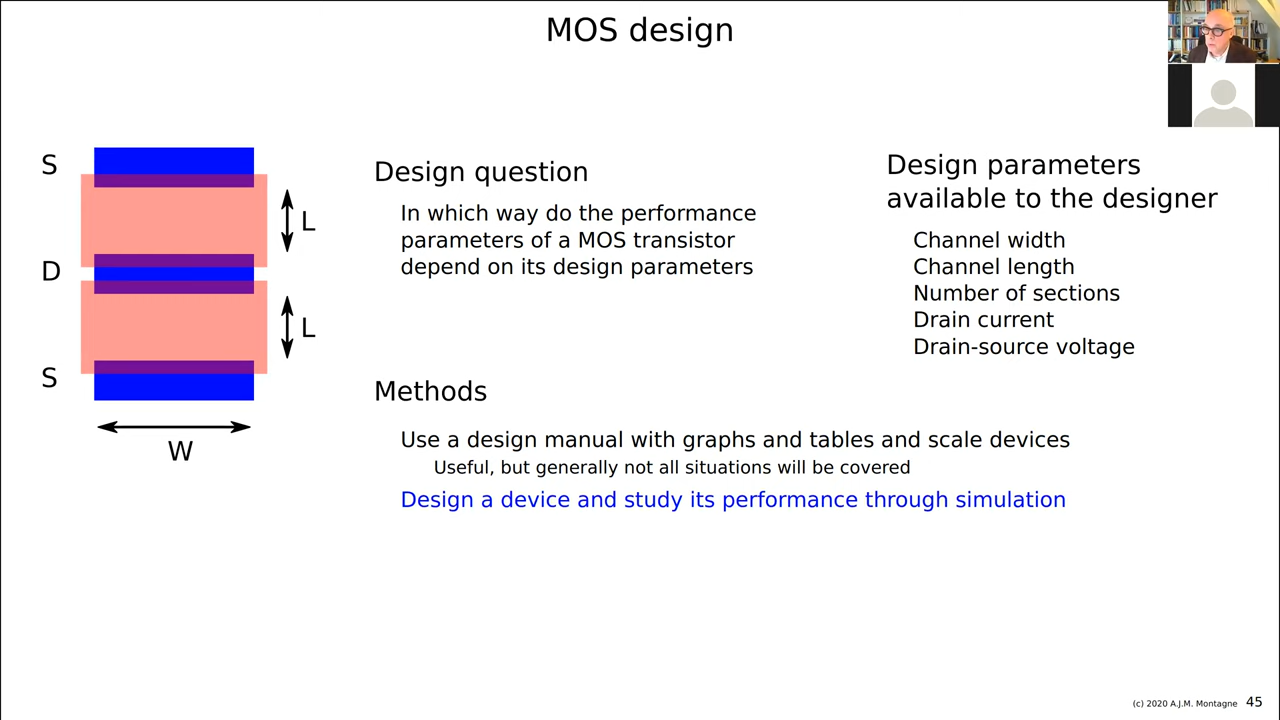 MOS design
S
L
D
L
S
W
Design question
In which way do the performance
parameters of a MOS transistor
depend on its design parameters
Design parameters
available to the designer
Channel width
Channel length
Number of sections
Drain current
Drain-source voltage
Methods
Use a design manual with graphs and tables and scale devices
Useful, but generally not all situations will be covered
Design a device and study its performance through simulation
(c) 2020 A.J.M. Montagne 45